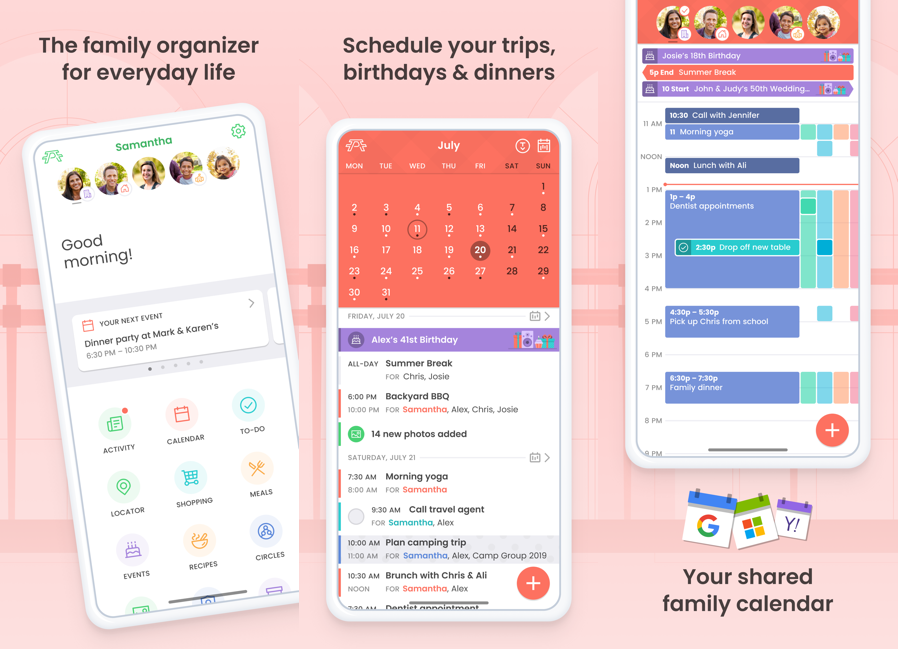 The family organizer
for everyday life
Samantha
Good
morning!
YOUR NEXT EVENT
Dinner party at Mark & Karen's
6:30 PM – 10:30 PM
ACTIVITY
CALENDAR
TO-DO
LOCATOR
SHOPPING
MEALS
EVENTS
RECIPES
CIRCLES
Schedule your trips,
birthdays & dinners
July
MON TUE WED THU FRI SAT SUN
1
2 3 4 5 6 7 8
9 10 11 12 13 14 15
16 17 18 19 20 21 22
23 24 25 26 27 28 29
30 31
FRIDAY, JULY 20
Alex's 41st Birthday
ALL-DAY Summer Break
FOR Chris, Josie
6:00 PM Backyard BBQ
10:00 PM FOR Samantha, Alex, Chris, Josie
14 new photos added
SATURDAY, JULY 21
7:30 AM Morning yoga
8:00 AM FOR Samantha
9:30 AM Call travel agent
FOR Samantha, Alex
10:00 AM Plan camping trip
11:00 AM FOR Samantha, Alex, Camp Group 2019
10:30 AM Brunch with Chris & Ali
NOON FOR Samantha, Alex
7:30 AM Dentist appointment
Josie's 18th Birthday
5p End Summer Break
10 Start John & Judy's 50th Wedding...
10:30 Call with Jennifer
11 AM
11 Morning yoga
NOON
Noon Lunch with Ali
1 PM
1p – 4p
Dentist appointments
2 PM
2:30p Drop off new table
3 PM
4 PM
4:30p – 5:30p
5 PM
Pick up Chris from school
6 PM
6:30p – 7:30p
7 PM
Family dinner
8 PM
9 PM
G
Y!
Your shared
family calendar